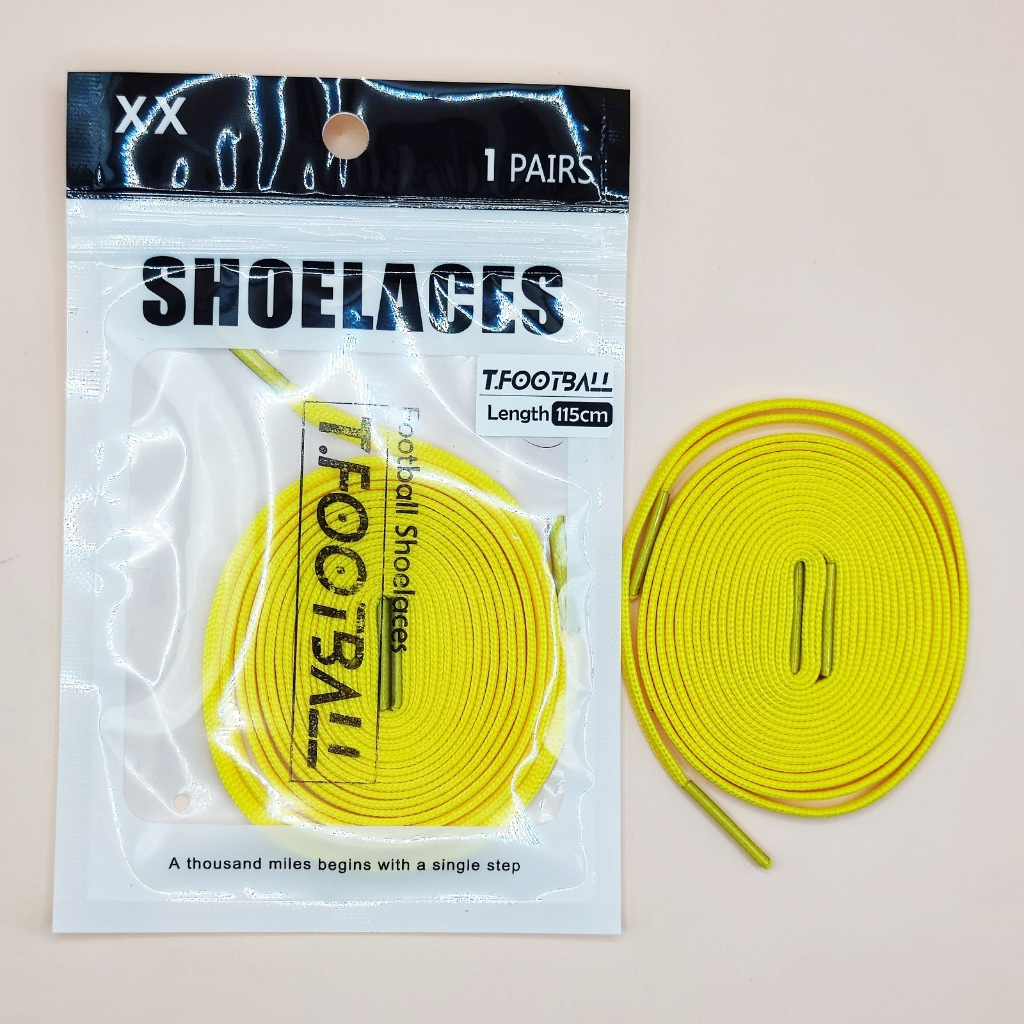 XX
1 PAIRS
SHOELACES
T.FOOTBALL
Length 115cm
Football Shoelaces
T.FOOTBALL
A thousand miles begins with a single step